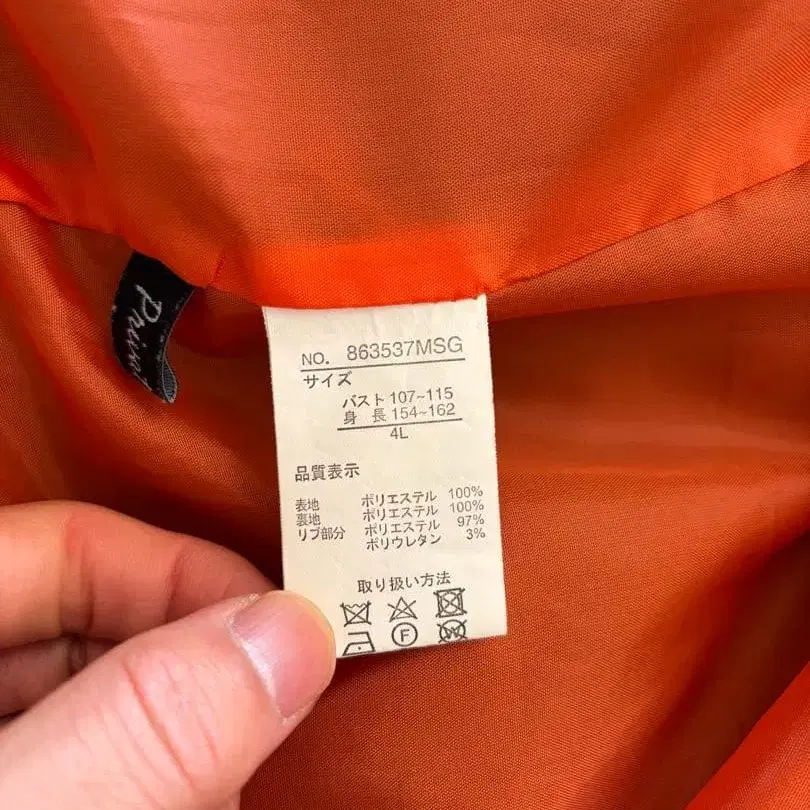 NO. 863537MSG
サイズ
バスト 107~115
身 長 154~162
4L
品質表示
表地 ポリエステル 100%
裏地 ポリエステル 100%
リブ部分 ポリエステル 97%
ポリウレタン 3%
取り扱い方法
F
W